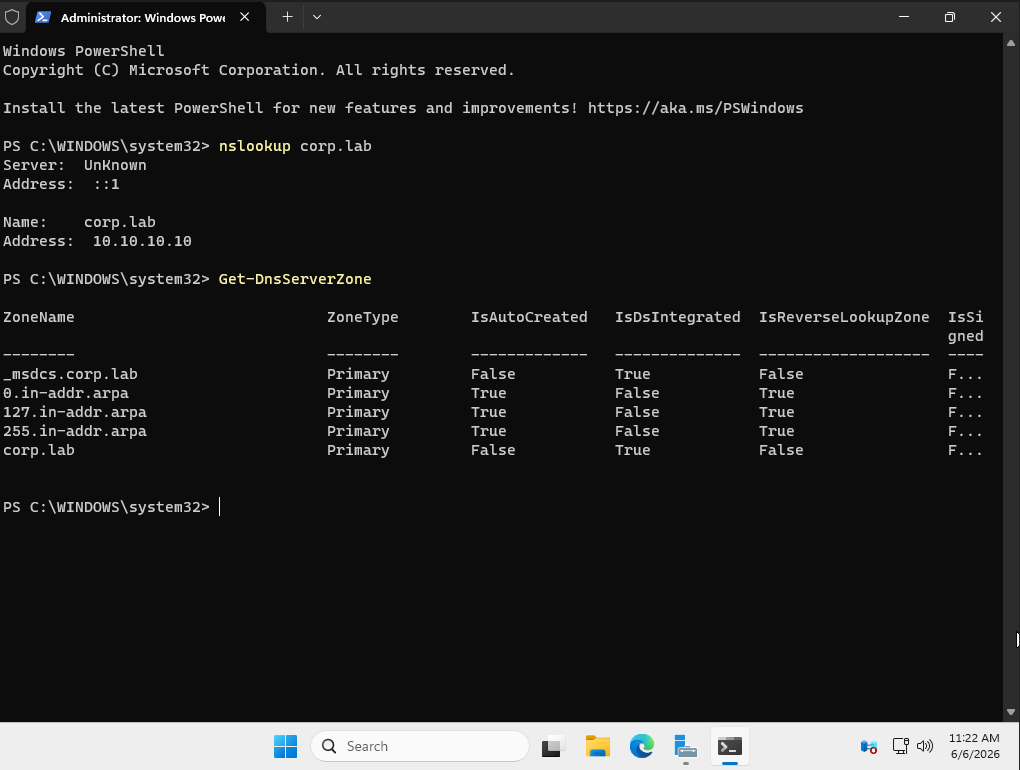 Administrator: Windows Pow
Windows PowerShell
Copyright (C) Microsoft Corporation. All rights reserved.
Install the latest PowerShell for new features and improvements! https://aka.ms/PSWindows
PS C:\WINDOWS\system32> nslookup corp.lab
Server:  UnKnown
Address:  ::1
Name:    corp.lab
Address:  10.10.10.10
PS C:\WINDOWS\system32> Get-DnsServerZone
ZoneName                            ZoneType        IsAutoCreated   IsDsIntegrated  IsReverseLookupZone  IsSi
                                                                                                         gned
--------                            --------        -------------   --------------  -------------------  ----
_msdcs.corp.lab                     Primary         False           True            False                F...
0.in-addr.arpa                      Primary         True            False           True                 F...
127.in-addr.arpa                    Primary         True            False           True                 F...
255.in-addr.arpa                    Primary         True            False           True                 F...
corp.lab                            Primary         False           True            False                F...
PS C:\WINDOWS\system32>
Search
11:22 AM
6/6/2026